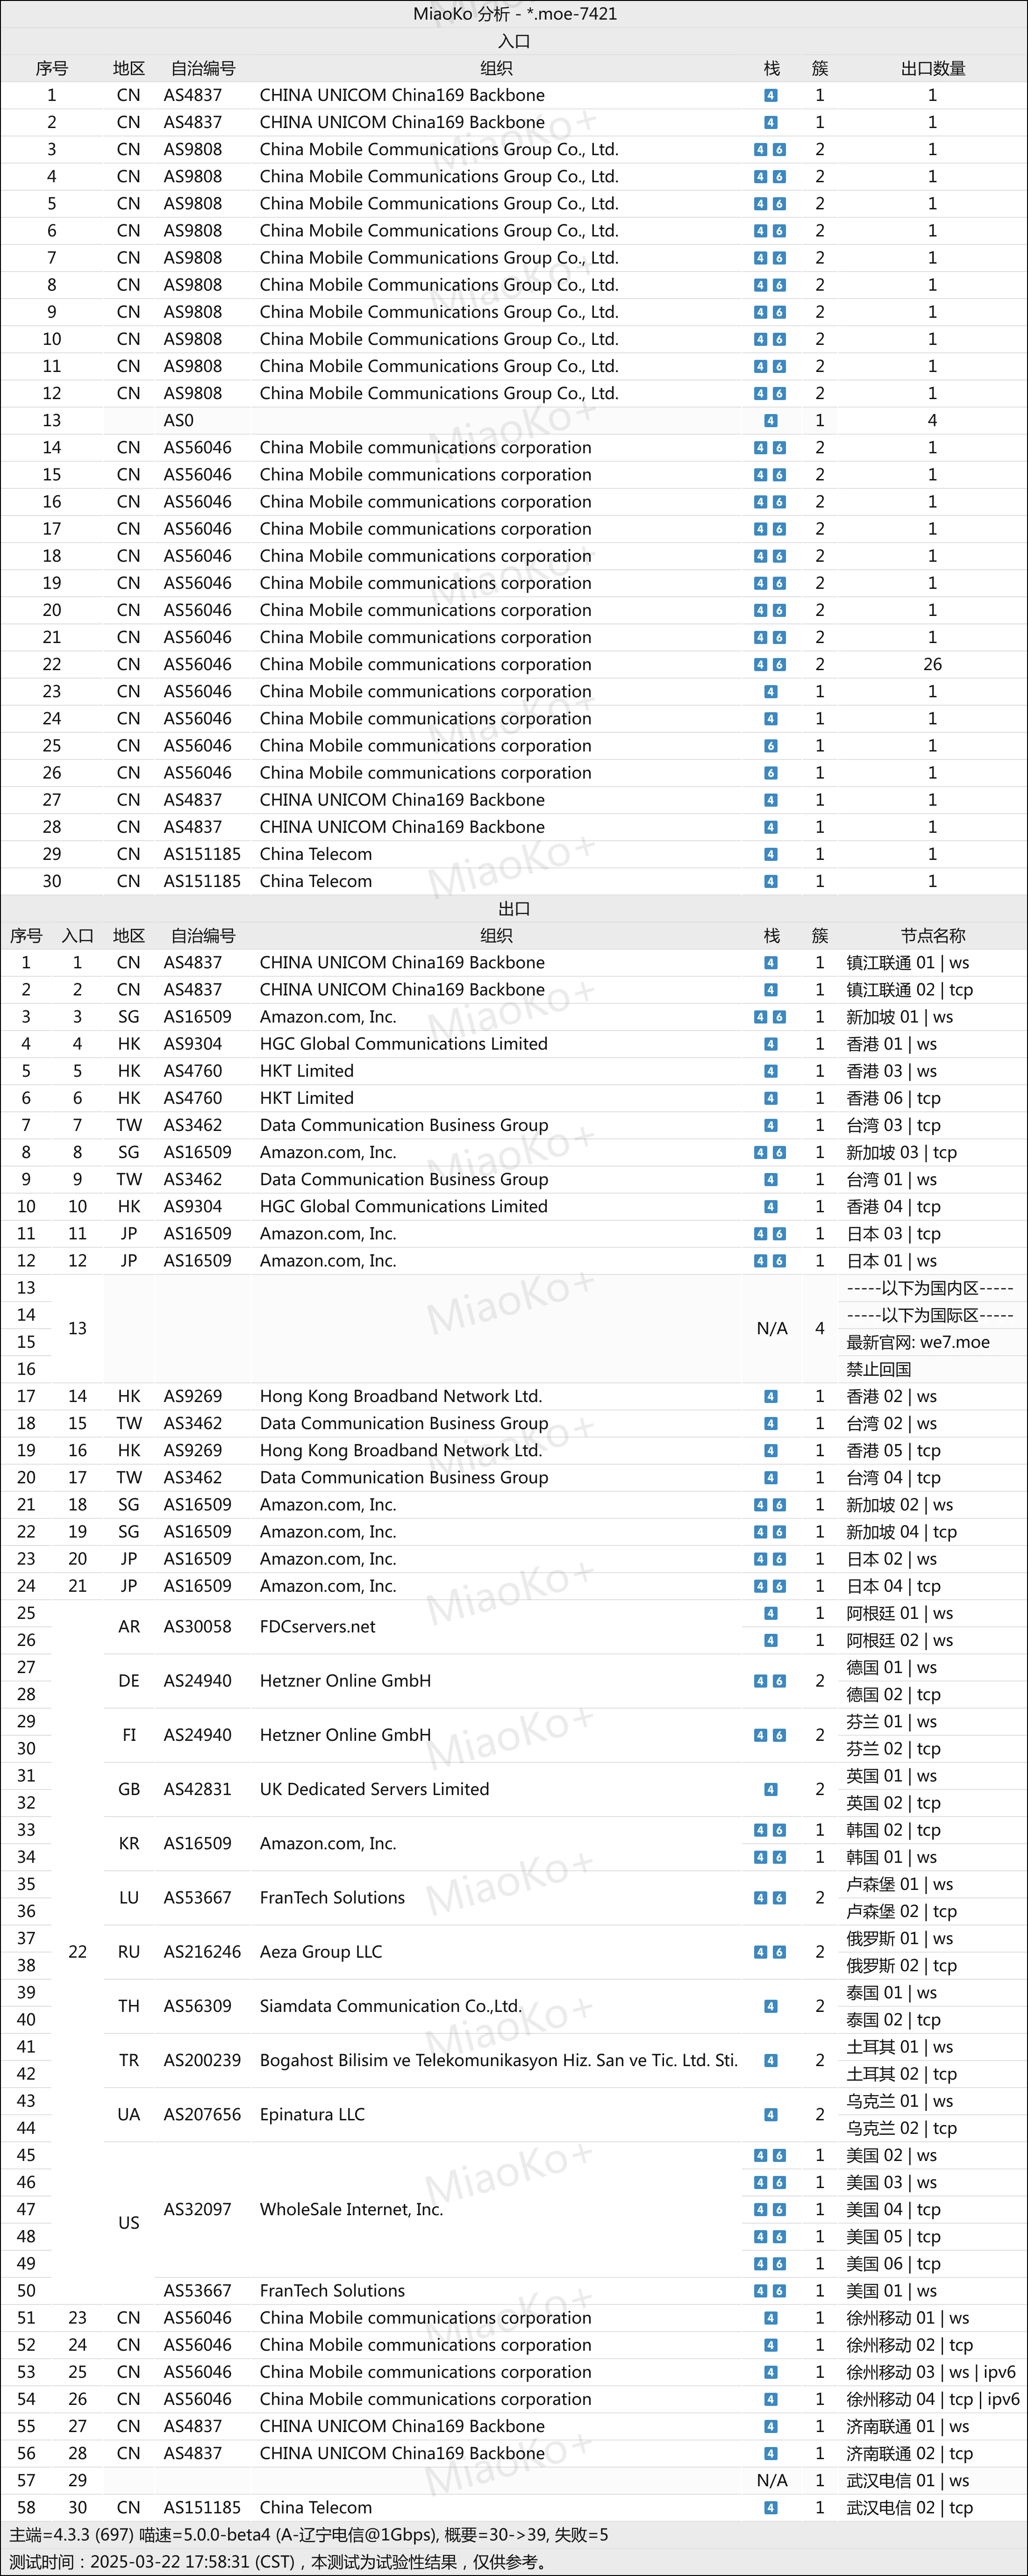 MiaoKo 分析 - *.moe-7421
入口
序号 地区 自治编号 组织 栈 簇 出口数量
1 CN AS4837 CHINA UNICOM China169 Backbone 4 1 1
2 CN AS4837 CHINA UNICOM China169 Backbone 4 1 1
3 CN AS9808 China Mobile Communications Group Co., Ltd. 4 6 2 1
4 CN AS9808 China Mobile Communications Group Co., Ltd. 4 6 2 1
5 CN AS9808 China Mobile Communications Group Co., Ltd. 4 6 2 1
6 CN AS9808 China Mobile Communications Group Co., Ltd. 4 6 2 1
7 CN AS9808 China Mobile Communications Group Co., Ltd. 4 6 2 1
8 CN AS9808 China Mobile Communications Group Co., Ltd. 4 6 2 1
9 CN AS9808 China Mobile Communications Group Co., Ltd. 4 6 2 1
10 CN AS9808 China Mobile Communications Group Co., Ltd. 4 6 2 1
11 CN AS9808 China Mobile Communications Group Co., Ltd. 4 6 2 1
12 CN AS9808 China Mobile Communications Group Co., Ltd. 4 6 2 1
13 AS0 4 1 4
14 CN AS56046 China Mobile communications corporation 4 6 2 1
15 CN AS56046 China Mobile communications corporation 4 6 2 1
16 CN AS56046 China Mobile communications corporation 4 6 2 1
17 CN AS56046 China Mobile communications corporation 4 6 2 1
18 CN AS56046 China Mobile communications corporation 4 6 2 1
19 CN AS56046 China Mobile communications corporation 4 6 2 1
20 CN AS56046 China Mobile communications corporation 4 6 2 1
21 CN AS56046 China Mobile communications corporation 4 6 2 1
22 CN AS56046 China Mobile communications corporation 4 6 2 26
23 CN AS56046 China Mobile communications corporation 4 1 1
24 CN AS56046 China Mobile communications corporation 4 1 1
25 CN AS56046 China Mobile communications corporation 6 1 1
26 CN AS56046 China Mobile communications corporation 6 1 1
27 CN AS4837 CHINA UNICOM China169 Backbone 4 1 1
28 CN AS4837 CHINA UNICOM China169 Backbone 4 1 1
29 CN AS151185 China Telecom 4 1 1
30 CN AS151185 China Telecom 4 1 1
出口
序号 入口 地区 自治编号 组织 栈 簇 节点名称
1 1 CN AS4837 CHINA UNICOM China169 Backbone 4 1 镇江联通 01 | ws
2 2 CN AS4837 CHINA UNICOM China169 Backbone 4 1 镇江联通 02 | tcp
3 3 SG AS16509 Amazon.com, Inc. 4 6 1 新加坡 01 | ws
4 4 HK AS9304 HGC Global Communications Limited 4 1 香港 01 | ws
5 5 HK AS4760 HKT Limited 4 1 香港 03 | ws
6 6 HK AS4760 HKT Limited 4 1 香港 06 | tcp
7 7 TW AS3462 Data Communication Business Group 4 1 台湾 03 | tcp
8 8 SG AS16509 Amazon.com, Inc. 4 6 1 新加坡 03 | tcp
9 9 TW AS3462 Data Communication Business Group 4 1 台湾 01 | ws
10 10 HK AS9304 HGC Global Communications Limited 4 1 香港 04 | tcp
11 11 JP AS16509 Amazon.com, Inc. 4 6 1 日本 03 | tcp
12 12 JP AS16509 Amazon.com, Inc. 4 6 1 日本 01 | ws
13 13 N/A 4 -----以下为国内区-----
14 -----以下为国际区-----
15 最新官网: we7.moe
16 禁止回国
17 14 HK AS9269 Hong Kong Broadband Network Ltd. 4 1 香港 02 | ws
18 15 TW AS3462 Data Communication Business Group 4 1 台湾 02 | ws
19 16 HK AS9269 Hong Kong Broadband Network Ltd. 4 1 香港 05 | tcp
20 17 TW AS3462 Data Communication Business Group 4 1 台湾 04 | tcp
21 18 SG AS16509 Amazon.com, Inc. 4 6 1 新加坡 02 | ws
22 19 SG AS16509 Amazon.com, Inc. 4 6 1 新加坡 04 | tcp
23 20 JP AS16509 Amazon.com, Inc. 4 6 1 日本 02 | ws
24 21 JP AS16509 Amazon.com, Inc. 4 6 1 日本 04 | tcp
25 22 AR AS30058 FDCservers.net 4 1 阿根廷 01 | ws
26 4 1 阿根廷 02 | ws
27 DE AS24940 Hetzner Online GmbH 4 6 2 德国 01 | ws
28 德国 02 | tcp
29 FI AS24940 Hetzner Online GmbH 4 6 2 芬兰 01 | ws
30 芬兰 02 | tcp
31 GB AS42831 UK Dedicated Servers Limited 4 2 英国 01 | ws
32 英国 02 | tcp
33 KR AS16509 Amazon.com, Inc. 4 6 1 韩国 02 | tcp
34 4 6 1 韩国 01 | ws
35 LU AS53667 FranTech Solutions 4 6 2 卢森堡 01 | ws
36 卢森堡 02 | tcp
37 RU AS216246 Aeza Group LLC 4 6 2 俄罗斯 01 | ws
38 俄罗斯 02 | tcp
39 TH AS56309 Siamdata Communication Co.,Ltd. 4 2 泰国 01 | ws
40 泰国 02 | tcp
41 TR AS200239 Bogahost Bilisim ve Telekomunikasyon Hiz. San ve Tic. Ltd. Sti. 4 2 土耳其 01 | ws
42 土耳其 02 | tcp
43 UA AS207656 Epinatura LLC 4 2 乌克兰 01 | ws
44 乌克兰 02 | tcp
45 US AS32097 WholeSale Internet, Inc. 4 6 1 美国 02 | ws
46 4 6 1 美国 03 | ws
47 4 6 1 美国 04 | tcp
48 4 6 1 美国 05 | tcp
49 4 6 1 美国 06 | tcp
50 AS53667 FranTech Solutions 4 6 1 美国 01 | ws
51 23 CN AS56046 China Mobile communications corporation 4 1 徐州移动 01 | ws
52 24 CN AS56046 China Mobile communications corporation 4 1 徐州移动 02 | tcp
53 25 CN AS56046 China Mobile communications corporation 4 1 徐州移动 03 | ws | ipv6
54 26 CN AS56046 China Mobile communications corporation 4 1 徐州移动 04 | tcp | ipv6
55 27 CN AS4837 CHINA UNICOM China169 Backbone 4 1 济南联通 01 | ws
56 28 CN AS4837 CHINA UNICOM China169 Backbone 4 1 济南联通 02 | tcp
57 29 N/A 1 武汉电信 01 | ws
58 30 CN AS151185 China Telecom 4 1 武汉电信 02 | tcp
主端=4.3.3 (697) 喵速=5.0.0-beta4 (A-辽宁电信@1Gbps), 概要=30->39, 失败=5
测试时间：2025-03-22 17:58:31 (CST)，本测试为试验性结果，仅供参考。